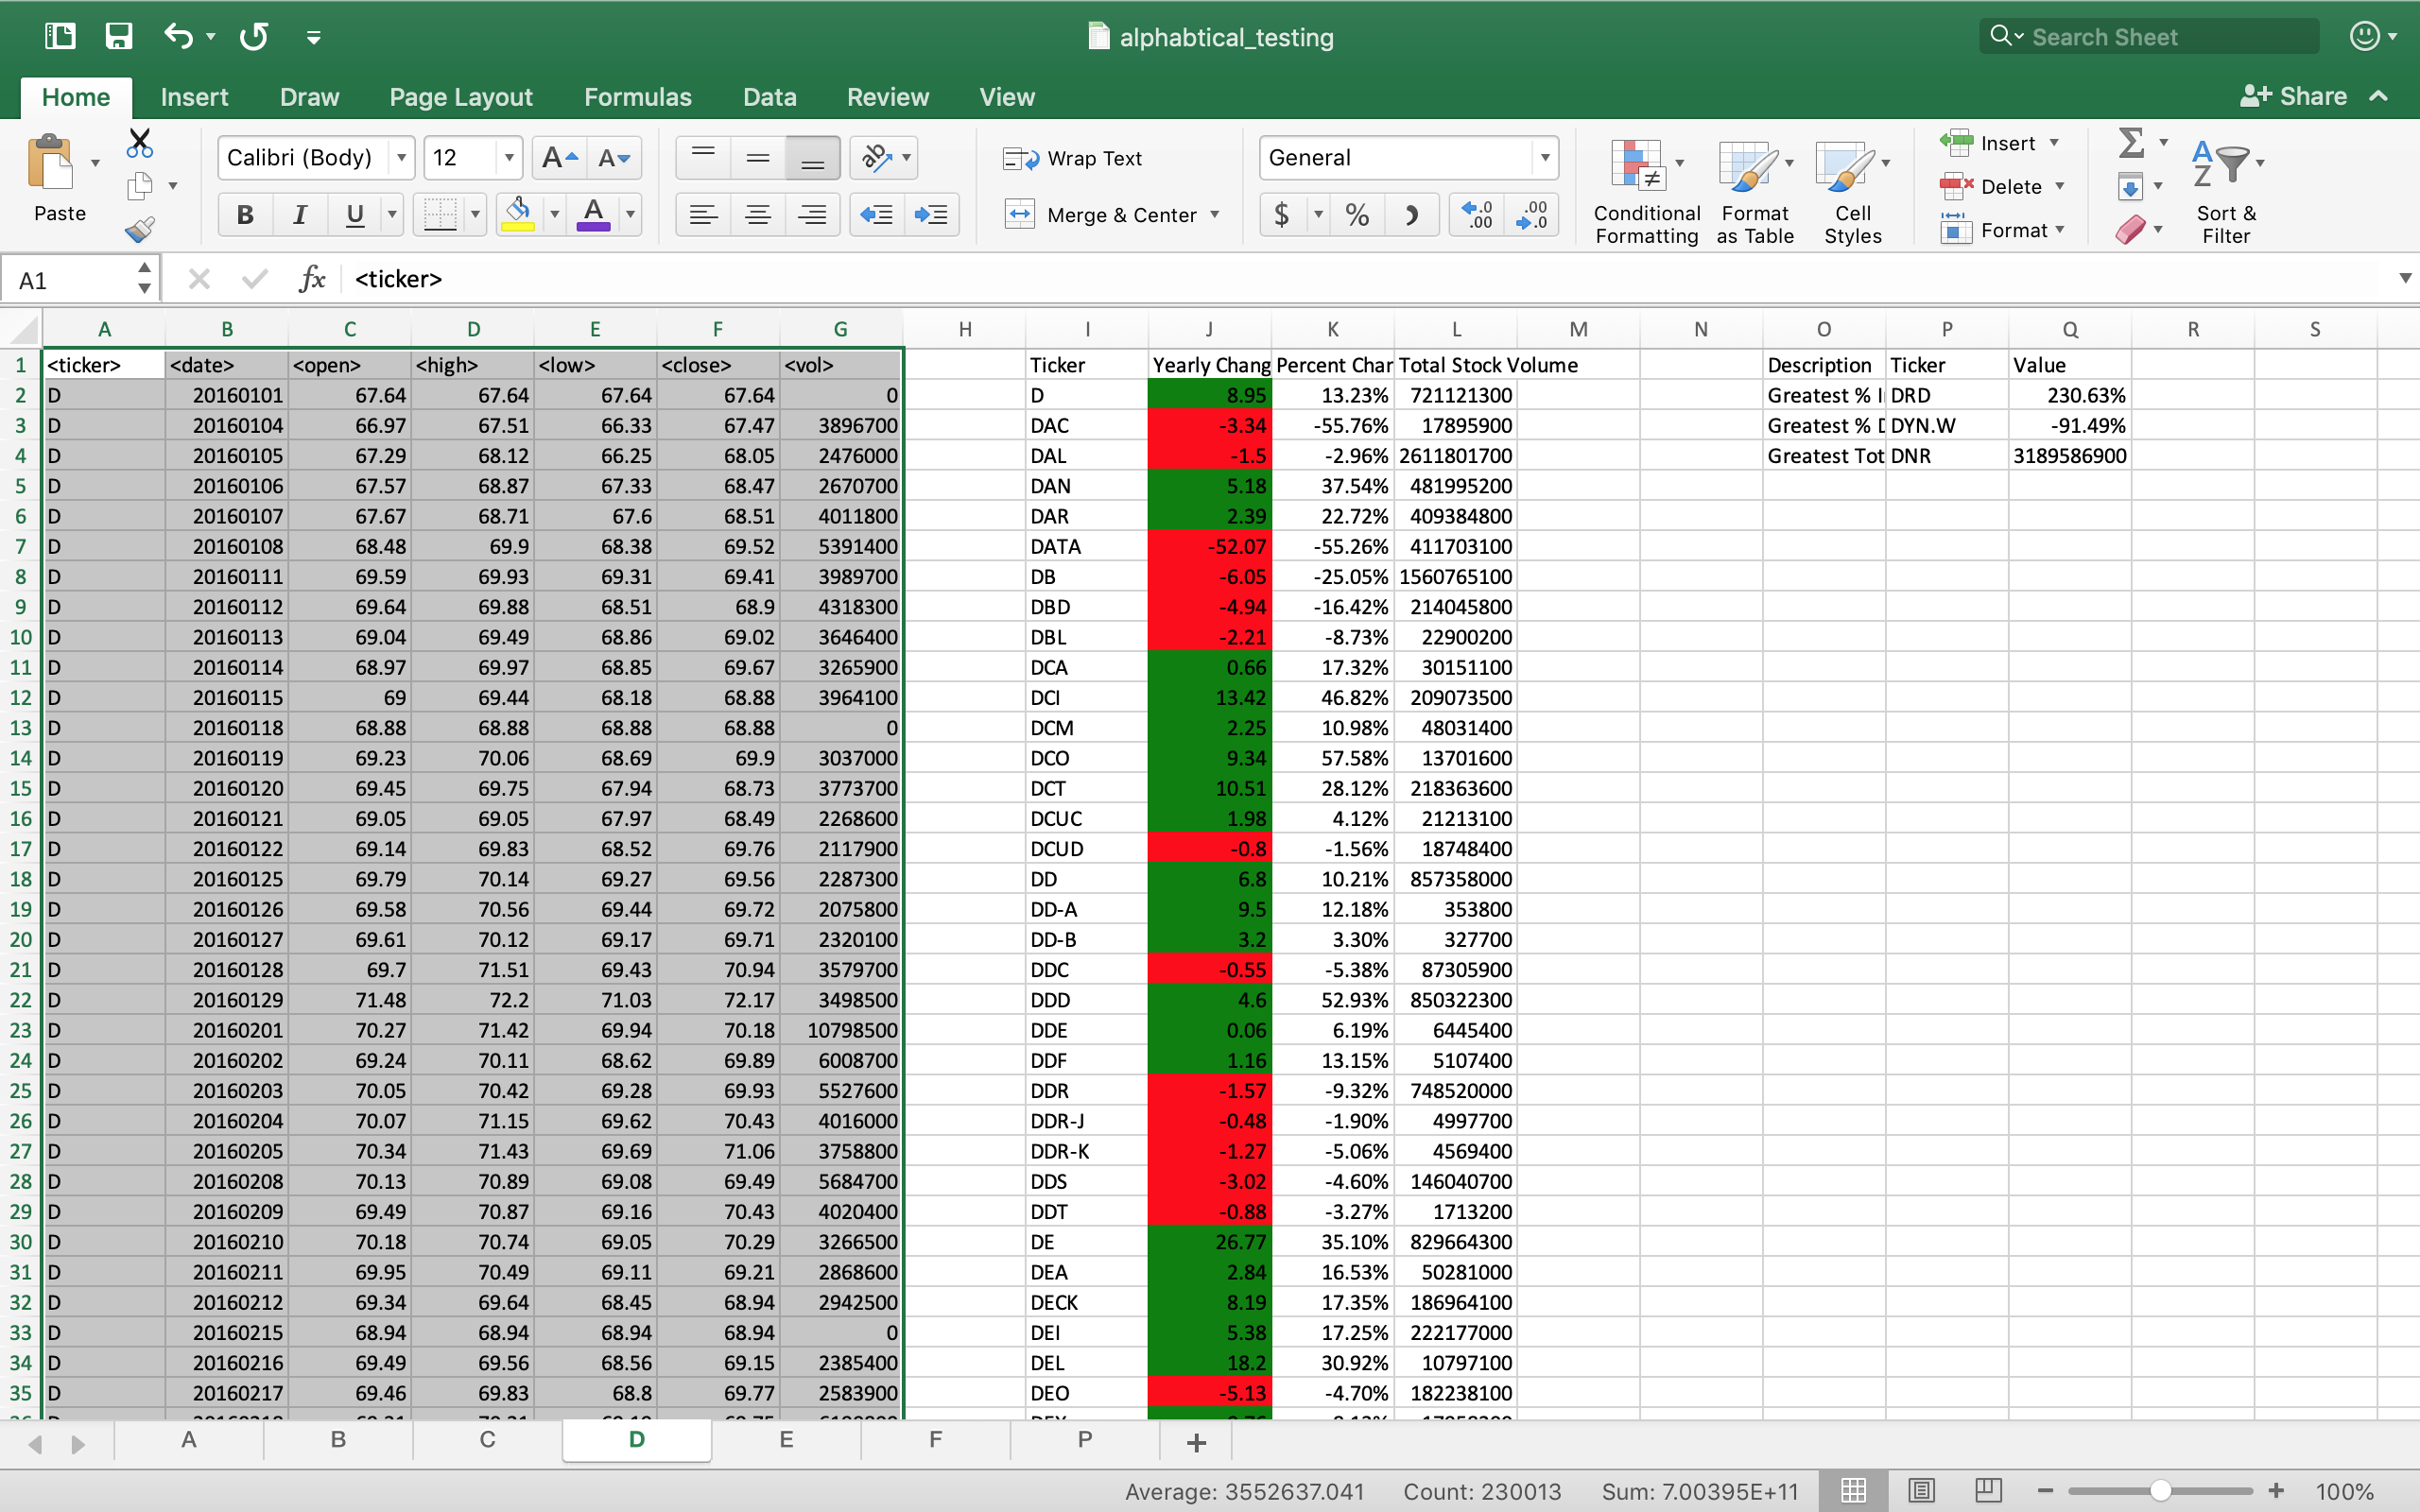 alphabtical_testing
Search Sheet
Home Insert Draw Page Layout Formulas Data Review View Share
Paste
Calibri (Body) 12
Wrap Text
Merge & Center
General
Conditional Formatting
Format as Table
Cell Styles
Insert
Delete
Format
Sort & Filter
A1 fx <ticker>
A B C D E F G H I J K L M N O P Q R S
1 <ticker> <date> <open> <high> <low> <close> <vol> Ticker Yearly Chang Percent Char Total Stock Volume Description Ticker Value
2 D 20160101 67.64 67.64 67.64 67.64 0 D 8.95 13.23% 721121300 Greatest % I DRD 230.63%
3 D 20160104 66.97 67.51 66.33 67.47 3896700 DAC -3.34 -55.76% 17895900 Greatest % D DYN.W -91.49%
4 D 20160105 67.29 68.12 66.25 68.05 2476000 DAL -1.5 -2.96% 2611801700 Greatest Tot DNR 3189586900
5 D 20160106 67.57 68.87 67.33 68.47 2670700 DAN 5.18 37.54% 481995200
6 D 20160107 67.67 68.71 67.6 68.51 4011800 DAR 2.39 22.72% 409384800
7 D 20160108 68.48 69.9 68.38 69.52 5391400 DATA -52.07 -55.26% 411703100
8 D 20160111 69.59 69.93 69.31 69.41 3989700 DB -6.05 -25.05% 1560765100
9 D 20160112 69.64 69.88 68.51 68.9 4318300 DBD -4.94 -16.42% 214045800
10 D 20160113 69.04 69.49 68.86 69.02 3646400 DBL -2.21 -8.73% 22900200
11 D 20160114 68.97 69.97 68.85 69.67 3265900 DCA 0.66 17.32% 30151100
12 D 20160115 69 69.44 68.18 68.88 3964100 DCI 13.42 46.82% 209073500
13 D 20160118 68.88 68.88 68.88 68.88 0 DCM 2.25 10.98% 48031400
14 D 20160119 69.23 70.06 68.69 69.9 3037000 DCO 9.34 57.58% 13701600
15 D 20160120 69.45 69.75 67.94 68.73 3773700 DCT 10.51 28.12% 218363600
16 D 20160121 69.05 69.05 67.97 68.49 2268600 DCUC 1.98 4.12% 21213100
17 D 20160122 69.14 69.83 68.52 69.76 2117900 DCUD -0.8 -1.56% 18748400
18 D 20160125 69.79 70.14 69.27 69.56 2287300 DD 6.8 10.21% 857358000
19 D 20160126 69.58 70.56 69.44 69.72 2075800 DD-A 9.5 12.18% 353800
20 D 20160127 69.61 70.12 69.17 69.71 2320100 DD-B 3.2 3.30% 327700
21 D 20160128 69.7 71.51 69.43 70.94 3579700 DDC -0.55 -5.38% 87305900
22 D 20160129 71.48 72.2 71.03 72.17 3498500 DDD 4.6 52.93% 850322300
23 D 20160201 70.27 71.42 69.94 70.18 10798500 DDE 0.06 6.19% 6445400
24 D 20160202 69.24 70.11 68.62 69.89 6008700 DDF 1.16 13.15% 5107400
25 D 20160203 70.05 70.42 69.28 69.93 5527600 DDR -1.57 -9.32% 748520000
26 D 20160204 70.07 71.15 69.62 70.43 4016000 DDR-J -0.48 -1.90% 4997700
27 D 20160205 70.34 71.43 69.69 71.06 3758800 DDR-K -1.27 -5.06% 4569400
28 D 20160208 70.13 70.89 69.08 69.49 5684700 DDS -3.02 -4.60% 146040700
29 D 20160209 69.49 70.87 69.16 70.43 4020400 DDT -0.88 -3.27% 1713200
30 D 20160210 70.18 70.74 69.05 70.29 3266500 DE 26.77 35.10% 829664300
31 D 20160211 69.95 70.49 69.11 69.21 2868600 DEA 2.84 16.53% 50281000
32 D 20160212 69.34 69.64 68.45 68.94 2942500 DECK 8.19 17.35% 186964100
33 D 20160215 68.94 68.94 68.94 68.94 0 DEI 5.38 17.25% 222177000
34 D 20160216 69.49 69.56 68.56 69.15 2385400 DEL 18.2 30.92% 10797100
35 D 20160217 69.46 69.83 68.8 69.77 2583900 DEO -5.13 -4.70% 182238100
A B C D E F P +
Average: 3552637.041 Count: 230013 Sum: 7.00395E+11 100%